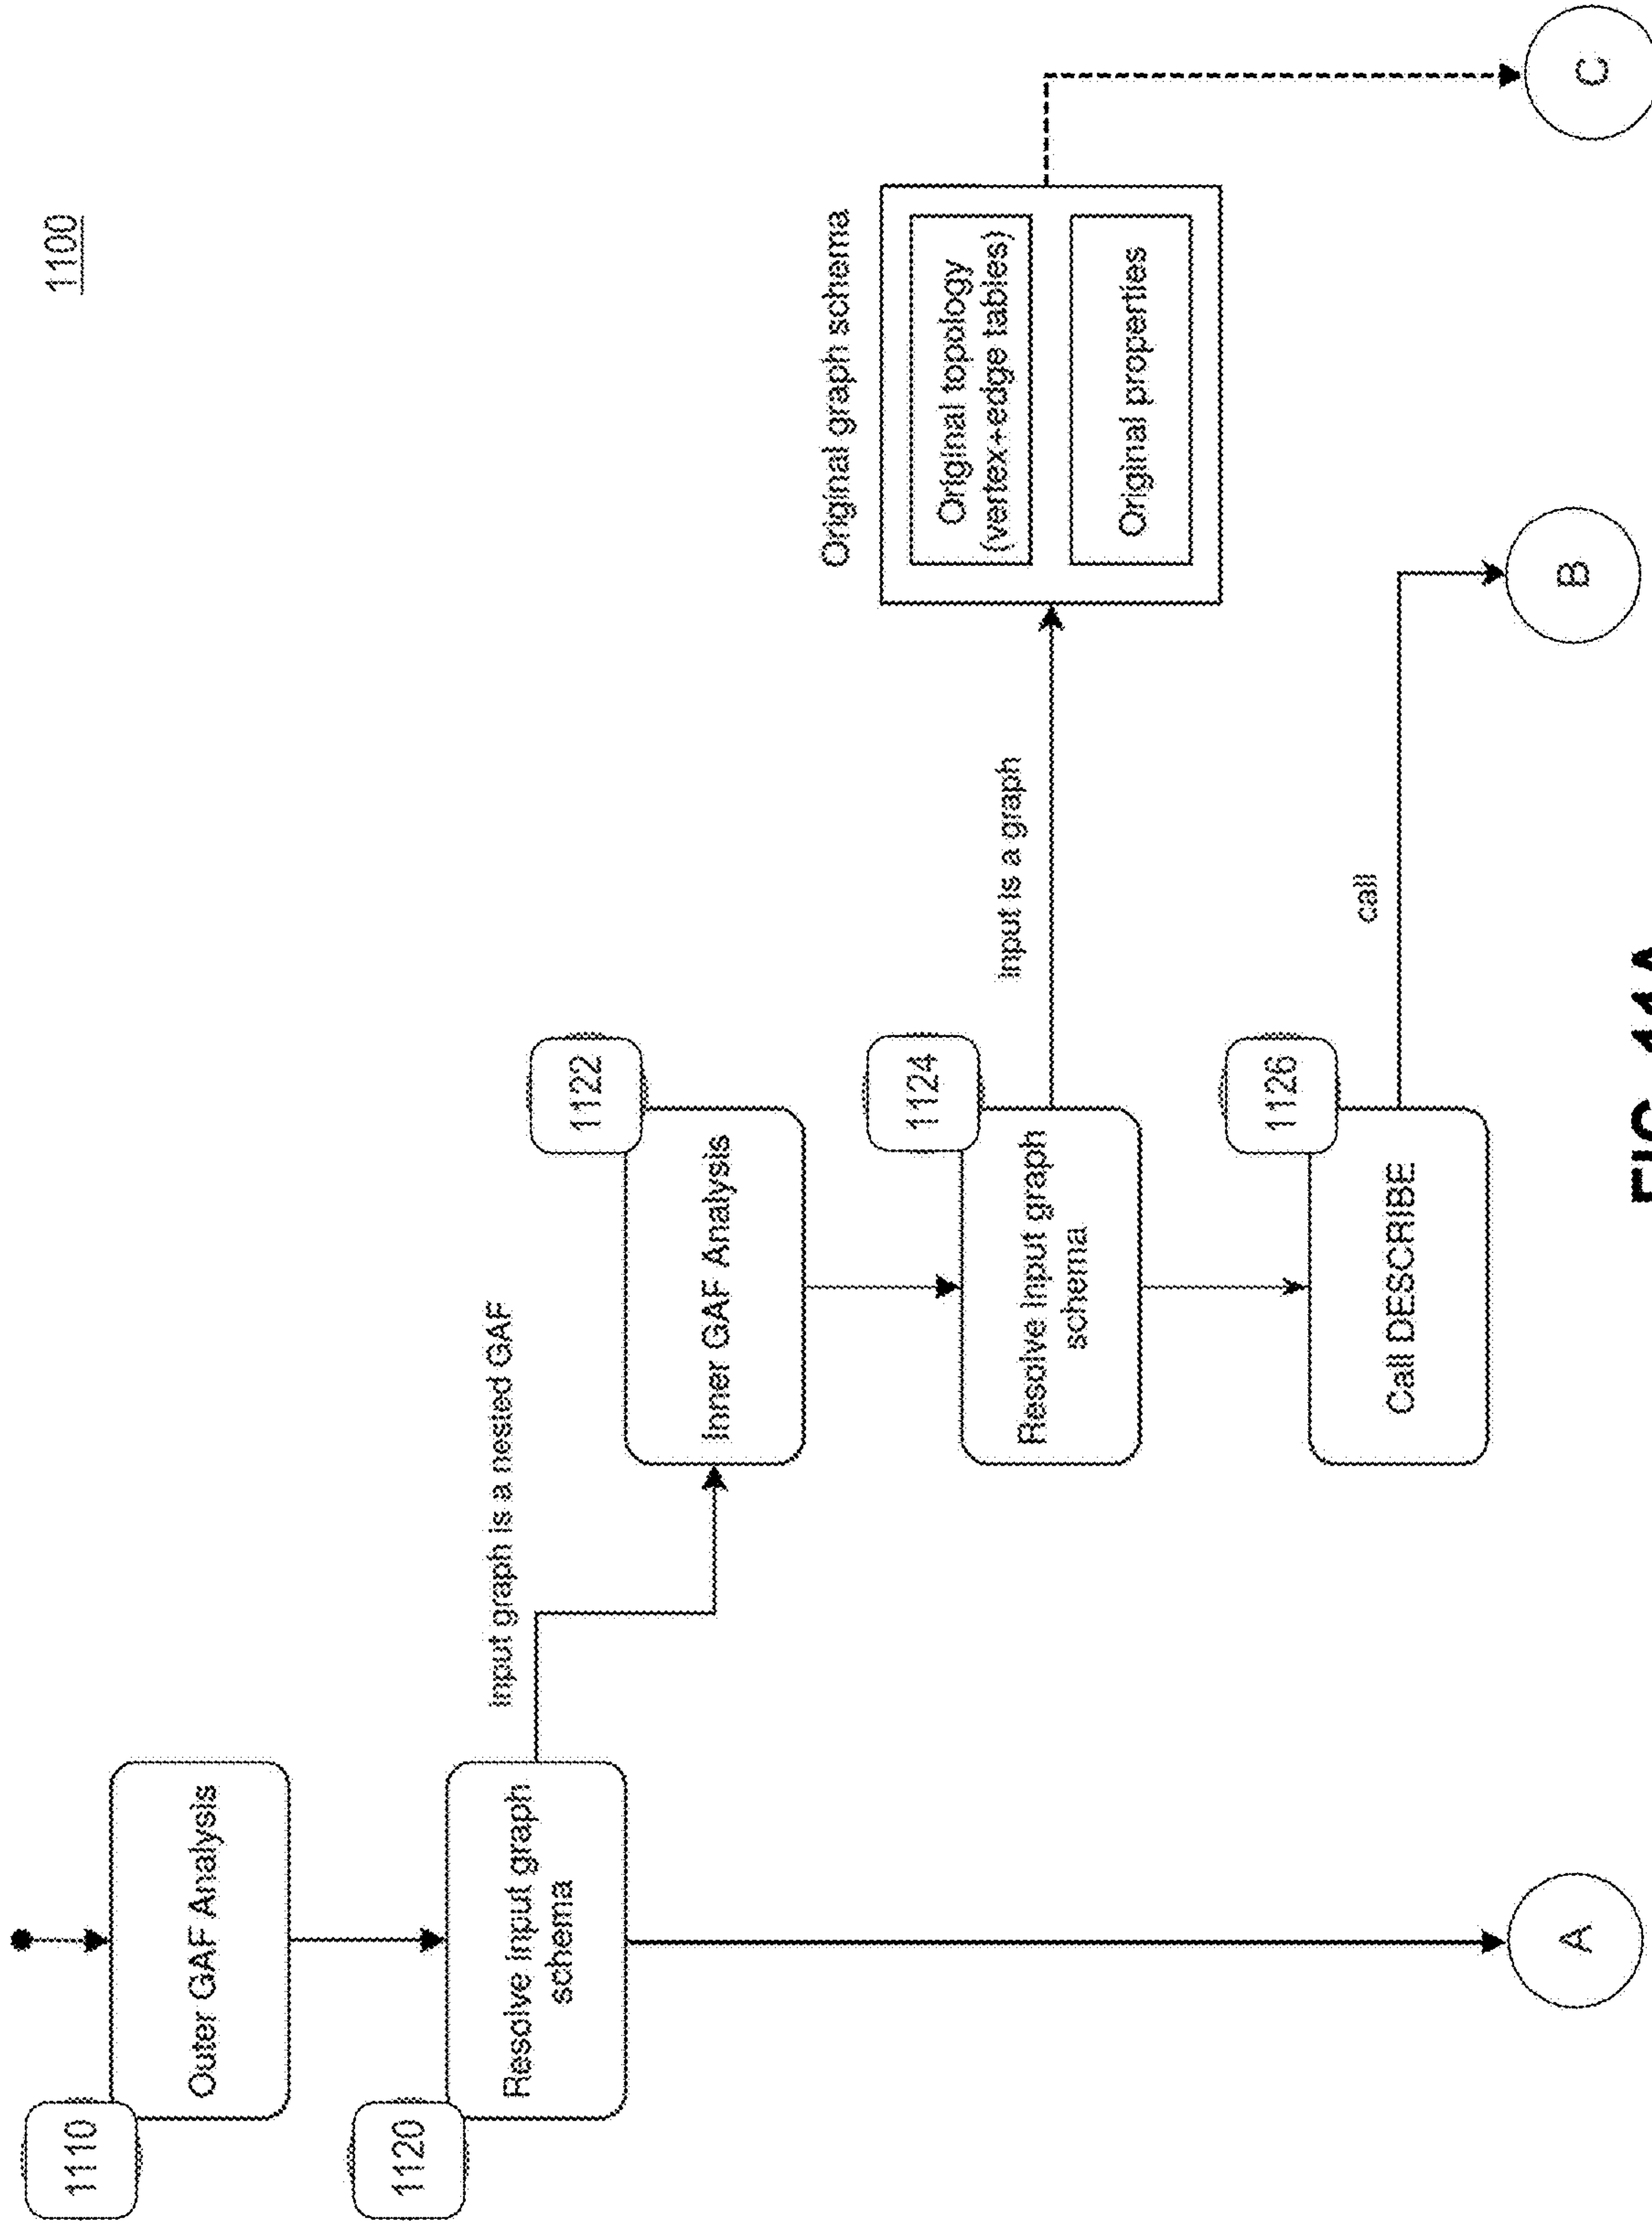 1100
1110
Outer GAF Analysis
1120
Resolve input graph
schema
input graph is a nested GAF
1122
Inner GAF Analysis
1124
Resolve Input graph
schema
input is a graph
Original graph schema
Original topology
(vertex+edge tables)
Original properties
1126
Call DESCRIBE
call
A
B
C
FIG. 11A